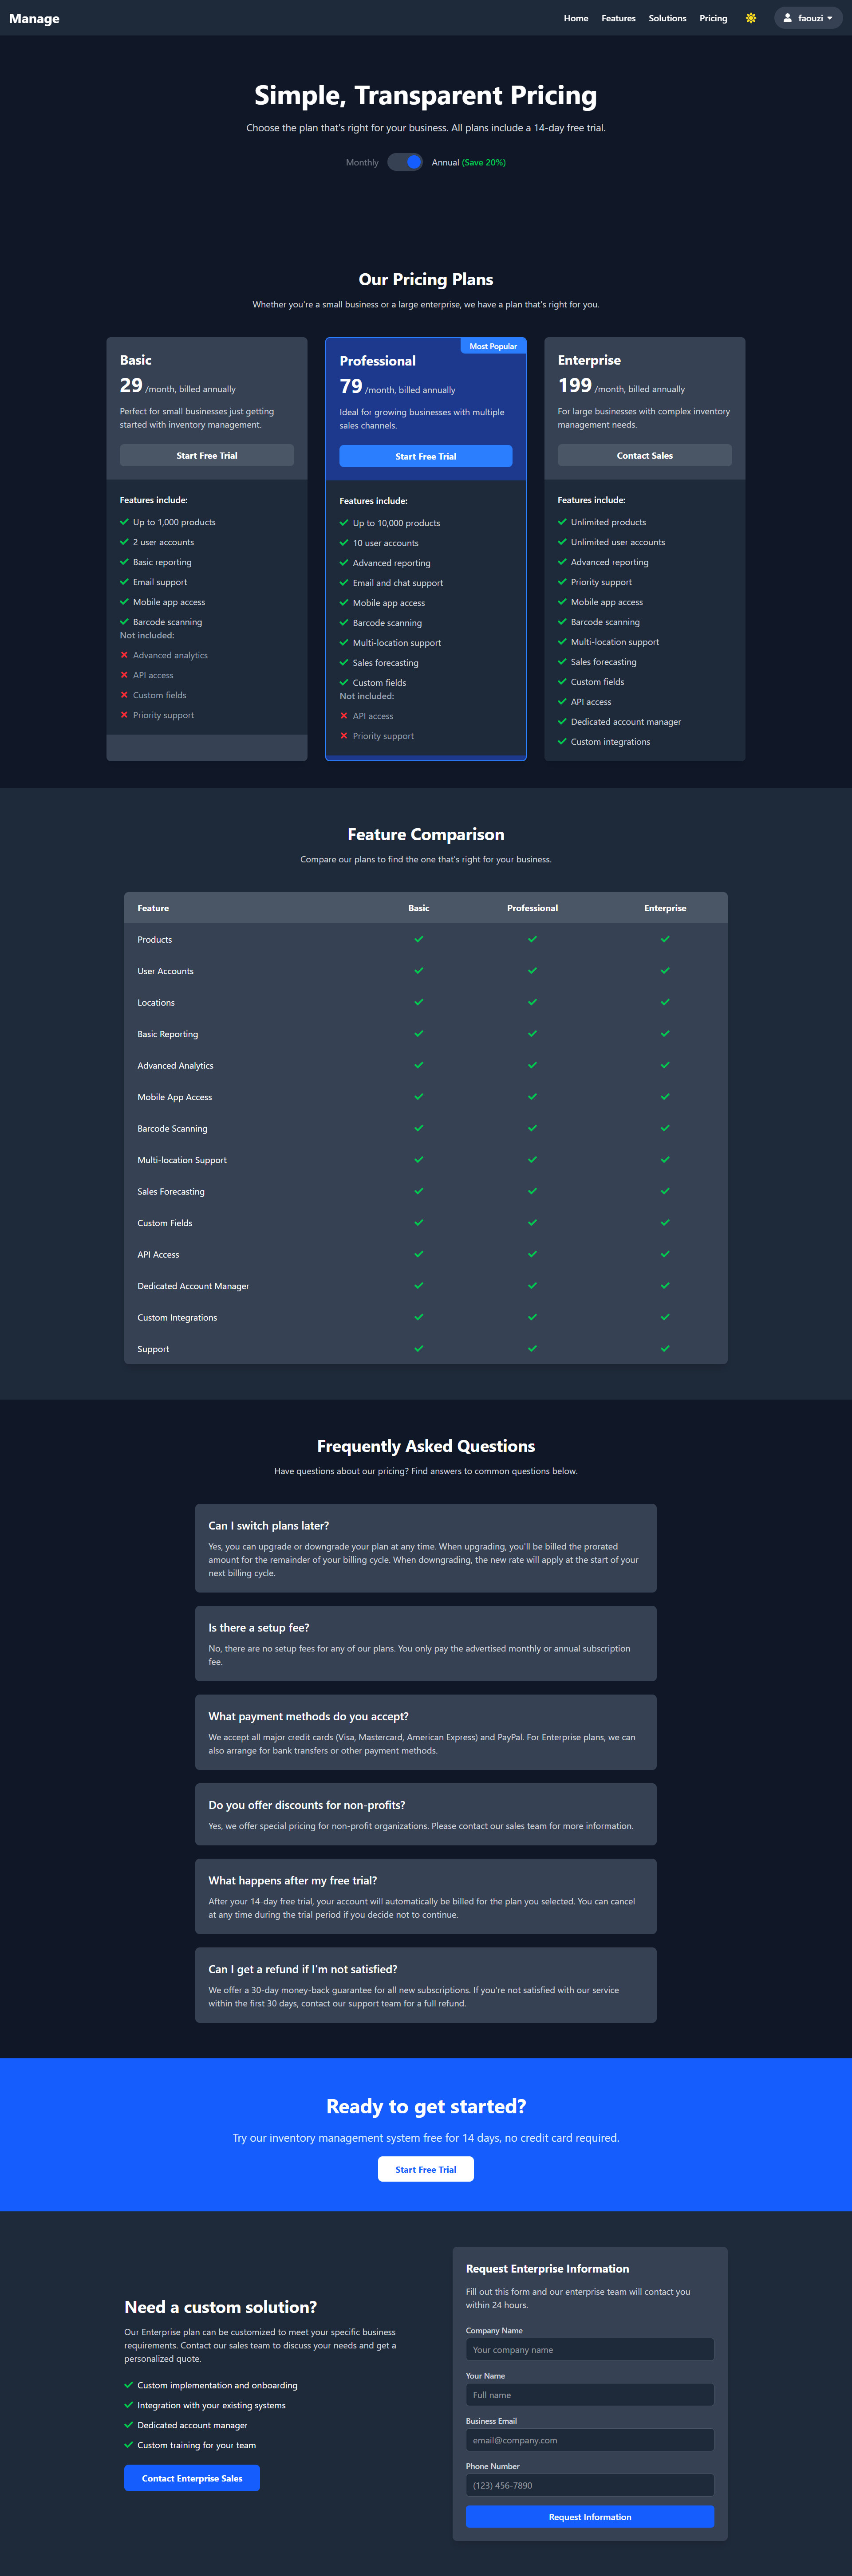 Manage
Home Features Solutions Pricing faouzi
Simple, Transparent Pricing
Choose the plan that's right for your business. All plans include a 14-day free trial.
Monthly Annual (Save 20%)
Our Pricing Plans
Whether you're a small business or a large enterprise, we have a plan that's right for you.
Basic
29 /month, billed annually
Perfect for small businesses just getting
started with inventory management.
Start Free Trial
Features include:
Up to 1,000 products
2 user accounts
Basic reporting
Email support
Mobile app access
Barcode scanning
Not included:
Advanced analytics
API access
Custom fields
Priority support
Most Popular
Professional
79 /month, billed annually
Ideal for growing businesses with multiple
sales channels.
Start Free Trial
Features include:
Up to 10,000 products
10 user accounts
Advanced reporting
Email and chat support
Mobile app access
Barcode scanning
Multi-location support
Sales forecasting
Custom fields
Not included:
API access
Priority support
Enterprise
199 /month, billed annually
For large businesses with complex inventory
management needs.
Contact Sales
Features include:
Unlimited products
Unlimited user accounts
Advanced reporting
Priority support
Mobile app access
Barcode scanning
Multi-location support
Sales forecasting
Custom fields
API access
Dedicated account manager
Custom integrations
Feature Comparison
Compare our plans to find the one that's right for your business.
Feature Basic Professional Enterprise
Products
User Accounts
Locations
Basic Reporting
Advanced Analytics
Mobile App Access
Barcode Scanning
Multi-location Support
Sales Forecasting
Custom Fields
API Access
Dedicated Account Manager
Custom Integrations
Support
Frequently Asked Questions
Have questions about our pricing? Find answers to common questions below.
Can I switch plans later?
Yes, you can upgrade or downgrade your plan at any time. When upgrading, you'll be billed the prorated
amount for the remainder of your billing cycle. When downgrading, the new rate will apply at the start of your
next billing cycle.
Is there a setup fee?
No, there are no setup fees for any of our plans. You only pay the advertised monthly or annual subscription
fee.
What payment methods do you accept?
We accept all major credit cards (Visa, Mastercard, American Express) and PayPal. For Enterprise plans, we can
also arrange for bank transfers or other payment methods.
Do you offer discounts for non-profits?
Yes, we offer special pricing for non-profit organizations. Please contact our sales team for more information.
What happens after my free trial?
After your 14-day free trial, your account will automatically be billed for the plan you selected. You can cancel
at any time during the trial period if you decide not to continue.
Can I get a refund if I'm not satisfied?
We offer a 30-day money-back guarantee for all new subscriptions. If you're not satisfied with our service
within the first 30 days, contact our support team for a full refund.
Ready to get started?
Try our inventory management system free for 14 days, no credit card required.
Start Free Trial
Need a custom solution?
Our Enterprise plan can be customized to meet your specific business
requirements. Contact our sales team to discuss your needs and get a
personalized quote.
Custom implementation and onboarding
Integration with your existing systems
Dedicated account manager
Custom training for your team
Contact Enterprise Sales
Request Enterprise Information
Fill out this form and our enterprise team will contact you
within 24 hours.
Company Name
Your company name
Your Name
Full name
Business Email
email@company.com
Phone Number
(123) 456-7890
Request Information